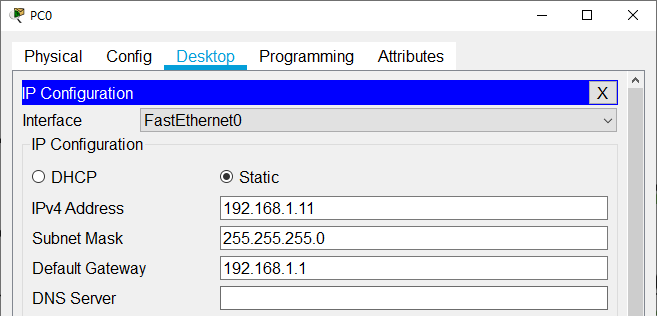 PC0
Physical Config Desktop Programming Attributes
IP Configuration X
Interface FastEthernet0
IP Configuration
DHCP Static
IPv4 Address 192.168.1.11
Subnet Mask 255.255.255.0
Default Gateway 192.168.1.1
DNS Server